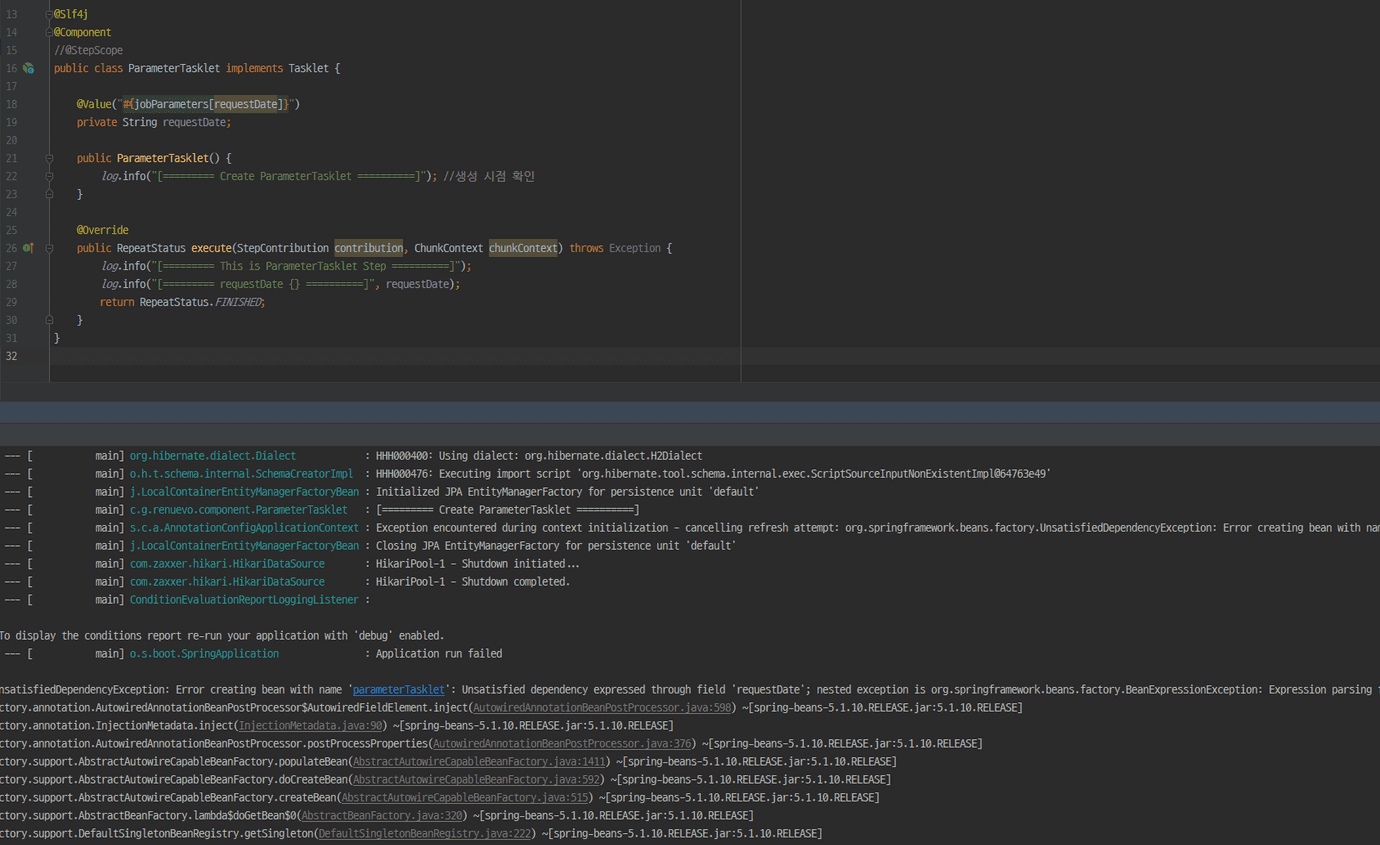 13 @Slf4j
14 @Component
15 //@StepScope
16 public class ParameterTasklet implements Tasklet {
17
18 @Value("#{jobParameters[requestDate]}")
19 private String requestDate;
20
21 public ParameterTasklet() {
22 log.info("[========= Create ParameterTasklet ==========]"); //생성 시점 확인
23 }
24
25 @Override
26 public RepeatStatus execute(StepContribution contribution, ChunkContext chunkContext) throws Exception {
27 log.info("[========= This is ParameterTasklet Step ==========]");
28 log.info("[========= requestDate {} ==========]", requestDate);
29 return RepeatStatus.FINISHED;
30 }
31 }
32
--- [ main] org.hibernate.dialect.Dialect : HHH000400: Using dialect: org.hibernate.dialect.H2Dialect
--- [ main] o.h.t.schema.internal.SchemaCreatorImpl : HHH000476: Executing import script 'org.hibernate.tool.schema.internal.exec.ScriptSourceInputNonExistentImpl@64763e49'
--- [ main] j.LocalContainerEntityManagerFactoryBean : Initialized JPA EntityManagerFactory for persistence unit 'default'
--- [ main] c.g.renuevo.component.ParameterTasklet : [========= Create ParameterTasklet ==========]
--- [ main] s.c.a.AnnotationConfigApplicationContext : Exception encountered during context initialization - cancelling refresh attempt: org.springframework.beans.factory.UnsatisfiedDependencyException: Error creating bean with nam
--- [ main] j.LocalContainerEntityManagerFactoryBean : Closing JPA EntityManagerFactory for persistence unit 'default'
--- [ main] com.zaxxer.hikari.HikariDataSource : HikariPool-1 - Shutdown initiated...
--- [ main] com.zaxxer.hikari.HikariDataSource : HikariPool-1 - Shutdown completed.
--- [ main] ConditionEvaluationReportLoggingListener :
To display the conditions report re-run your application with 'debug' enabled.
--- [ main] o.s.boot.SpringApplication : Application run failed
nsatisfiedDependencyException: Error creating bean with name 'parameterTasklet': Unsatisfied dependency expressed through field 'requestDate'; nested exception is org.springframework.beans.factory.BeanExpressionException: Expression parsing
ctory.annotation.AutowiredAnnotationBeanPostProcessor$AutowiredFieldElement.inject(AutowiredAnnotationBeanPostProcessor.java:598) ~[spring-beans-5.1.10.RELEASE.jar:5.1.10.RELEASE]
ctory.annotation.InjectionMetadata.inject(InjectionMetadata.java:90) ~[spring-beans-5.1.10.RELEASE.jar:5.1.10.RELEASE]
ctory.annotation.AutowiredAnnotationBeanPostProcessor.postProcessProperties(AutowiredAnnotationBeanPostProcessor.java:376) ~[spring-beans-5.1.10.RELEASE.jar:5.1.10.RELEASE]
ctory.support.AbstractAutowireCapableBeanFactory.populateBean(AbstractAutowireCapableBeanFactory.java:1411) ~[spring-beans-5.1.10.RELEASE.jar:5.1.10.RELEASE]
ctory.support.AbstractAutowireCapableBeanFactory.doCreateBean(AbstractAutowireCapableBeanFactory.java:592) ~[spring-beans-5.1.10.RELEASE.jar:5.1.10.RELEASE]
ctory.support.AbstractAutowireCapableBeanFactory.createBean(AbstractAutowireCapableBeanFactory.java:515) ~[spring-beans-5.1.10.RELEASE.jar:5.1.10.RELEASE]
ctory.support.AbstractBeanFactory.lambda$doGetBean$0(AbstractBeanFactory.java:320) ~[spring-beans-5.1.10.RELEASE.jar:5.1.10.RELEASE]
ctory.support.DefaultSingletonBeanRegistry.getSingleton(DefaultSingletonBeanRegistry.java:222) ~[spring-beans-5.1.10.RELEASE.jar:5.1.10.RELEASE]